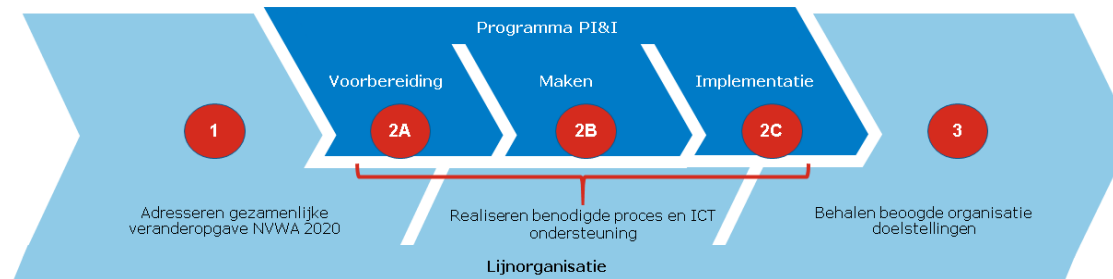 Programma PI&I
Voorbereiding
Maken
Implementatie
1
2A
2B
2C
3
Adresseren gezamenlijke
veranderopgave NVWA 2020
Realiseren benodigde proces en ICT
ondersteuning
Behalen beoogde organisatie
doelstellingen
Lijnorganisatie